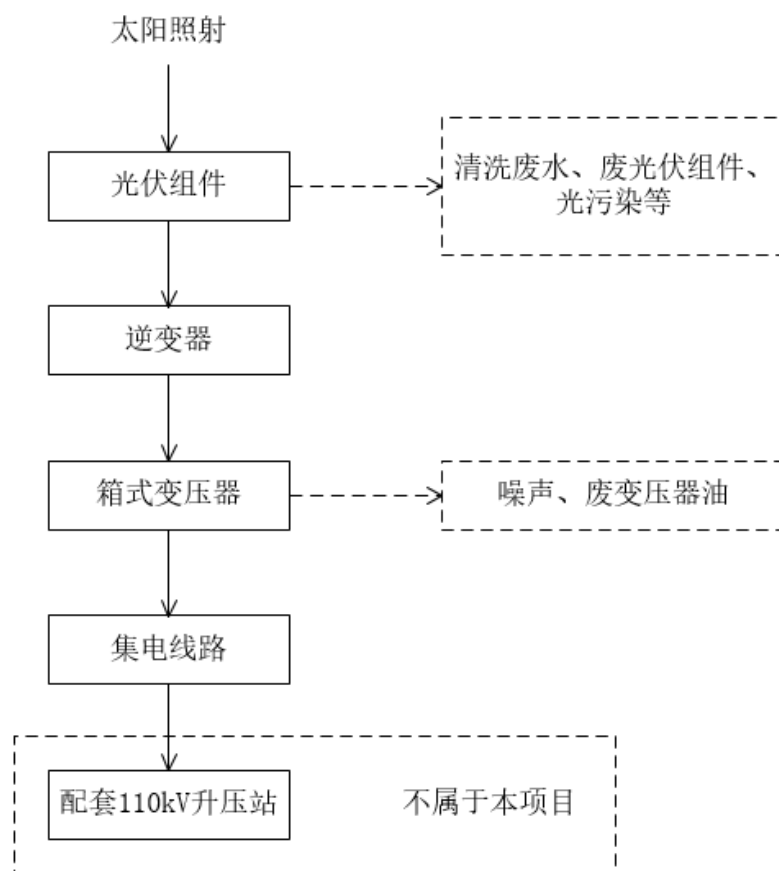 太阳照射
光伏组件
清洗废水、废光伏组件、
光污染等
逆变器
箱式变压器
噪声、废变压器油
集电线路
配套110kV升压站
不属于本项目